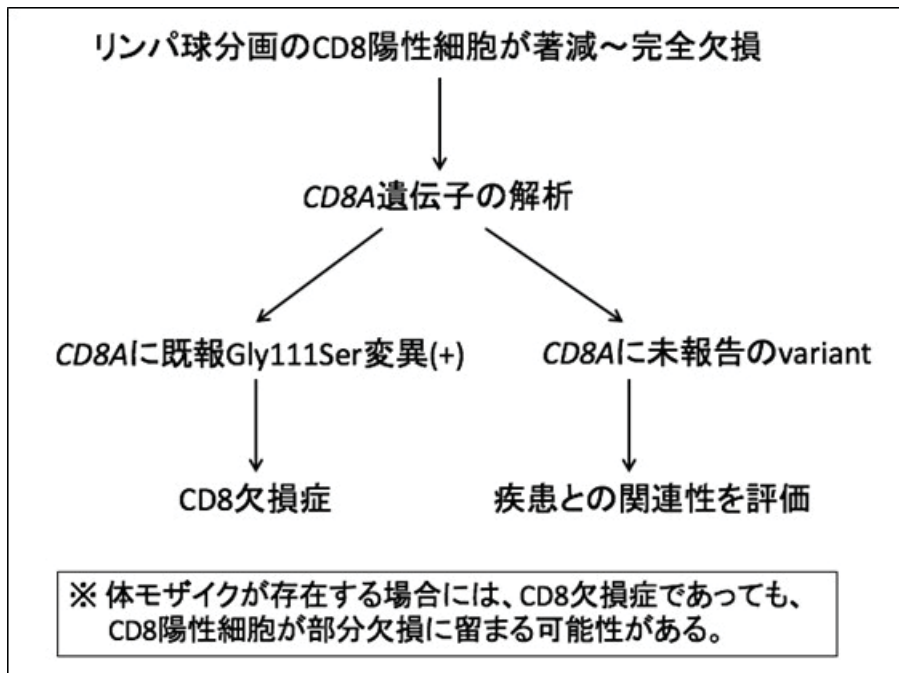 リンパ球分画のCD8陽性細胞が著減～完全欠損
CD8A遺伝子の解析
CD8Aに既報Gly111Ser変異(+)
CD8Aに未報告のvariant
CD8欠損症
疾患との関連性を評価
※ 体モザイクが存在する場合には、CD8欠損症であっても、
CD8陽性細胞が部分欠損に留まる可能性がある。